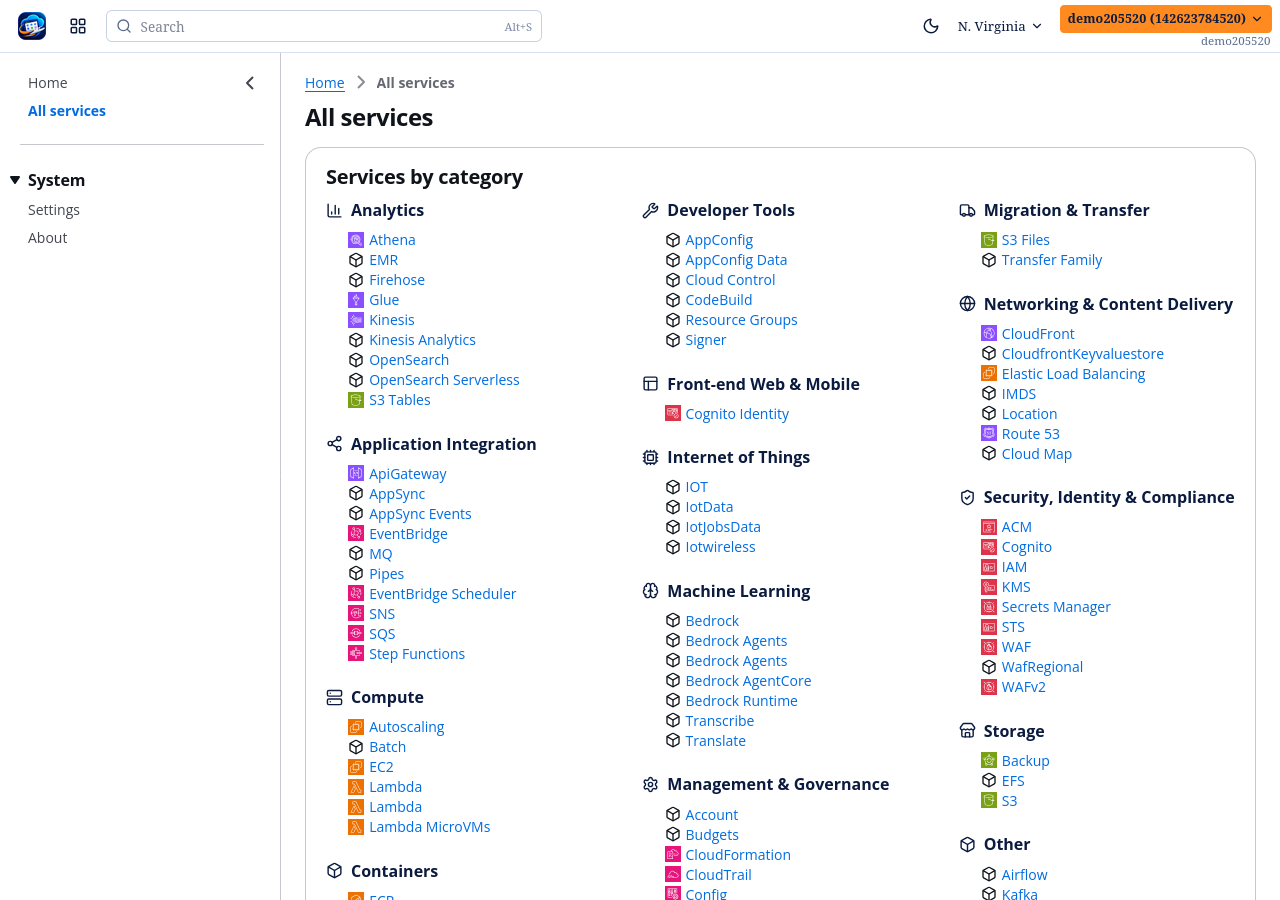 Search
Alt+S
N. Virginia
demo205520 (142623784520)
demo205520
Home
All services
System
Settings
About
Home
All services
All services
Services by category
Analytics
Athena
EMR
Firehose
Glue
Kinesis
Kinesis Analytics
OpenSearch
OpenSearch Serverless
S3 Tables
Application Integration
ApiGateway
AppSync
AppSync Events
EventBridge
MQ
Pipes
EventBridge Scheduler
SNS
SQS
Step Functions
Compute
Autoscaling
Batch
EC2
Lambda
Lambda
Lambda MicroVMs
Containers
ECR
Developer Tools
AppConfig
AppConfig Data
Cloud Control
CodeBuild
Resource Groups
Signer
Front-end Web & Mobile
Cognito Identity
Internet of Things
IOT
IotData
IotJobsData
Iotwireless
Machine Learning
Bedrock
Bedrock Agents
Bedrock Agents
Bedrock AgentCore
Bedrock Runtime
Transcribe
Translate
Management & Governance
Account
Budgets
CloudFormation
CloudTrail
Config
Migration & Transfer
S3 Files
Transfer Family
Networking & Content Delivery
CloudFront
CloudfrontKeyvaluestore
Elastic Load Balancing
IMDS
Location
Route 53
Cloud Map
Security, Identity & Compliance
ACM
Cognito
IAM
KMS
Secrets Manager
STS
WAF
WafRegional
WAFv2
Storage
Backup
EFS
S3
Other
Airflow
Kafka